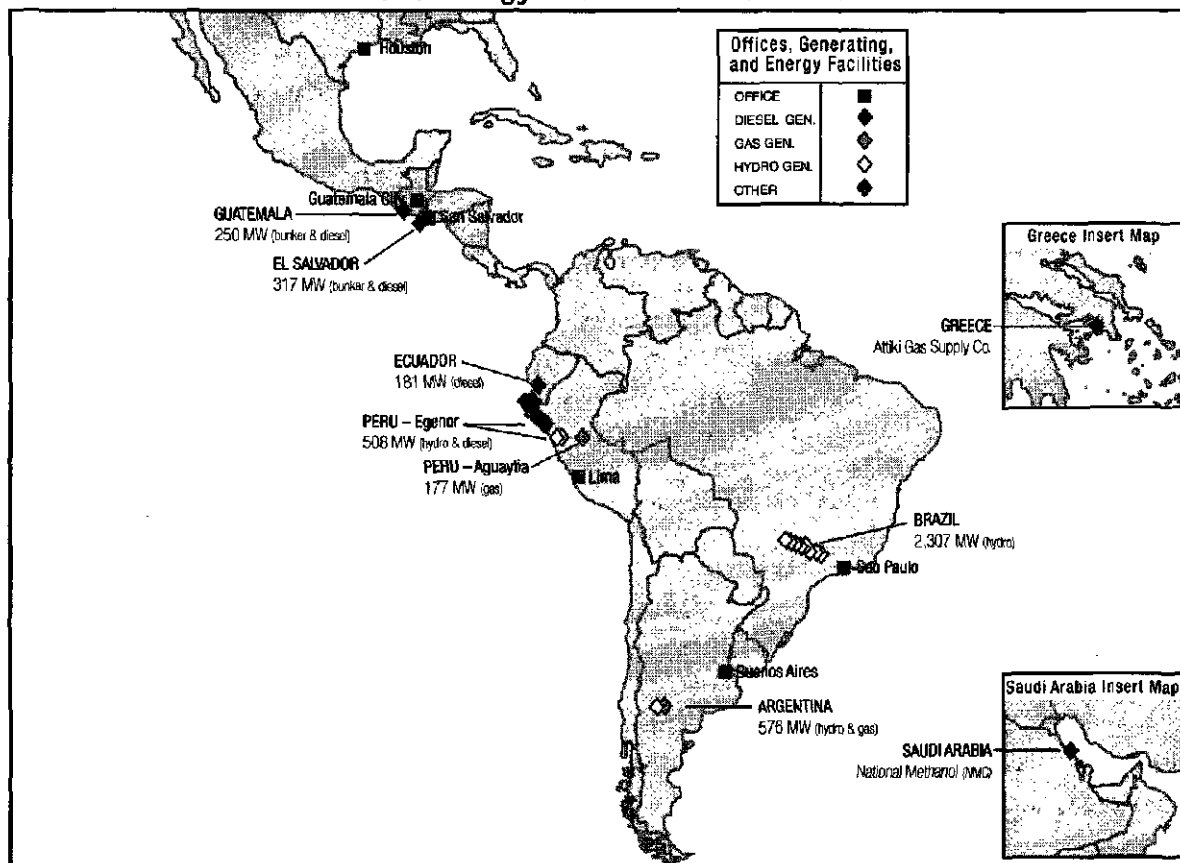 Houston
Offices, Generating,
and Energy Facilities
OFFICE
DIESEL GEN.
GAS GEN.
HYDRO GEN.
OTHER
Guatemala City
GUATEMALA
250 MW (bunker & diesel)
San Salvador
EL SALVADOR
317 MW (bunker & diesel)
Greece Insert Map
GREECE
Attiki Gas Supply Co.
ECUADOR
181 MW (diesel)
PERU – Egenor
508 MW (hydro & diesel)
PERU – Aguaytia
177 MW (gas)
Lima
BRAZIL
2,307 MW (hydro)
Sao Paulo
Buenos Aires
ARGENTINA
576 MW (hydro & gas)
Saudi Arabia Insert Map
SAUDI ARABIA
National Methanol (NMC)